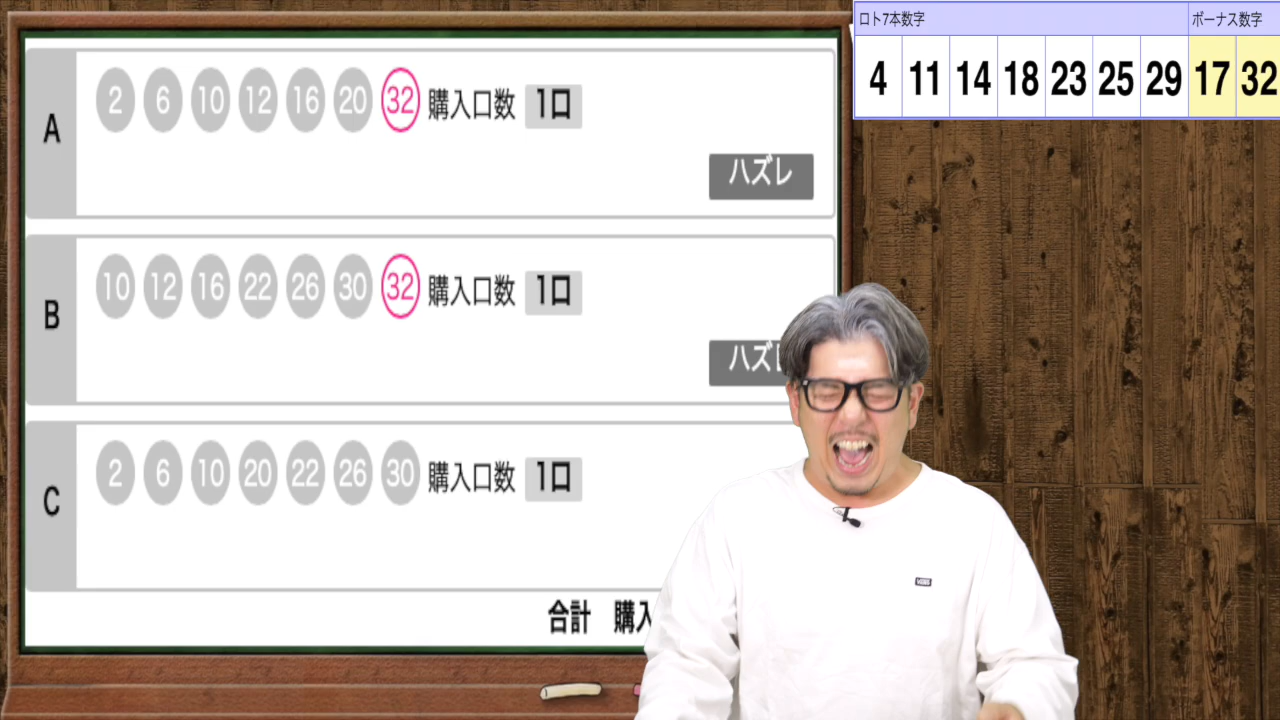 ロト7本数字 ボーナス数字
4 11 14 18 23 25 29 17 32
A
2 6 10 12 16 20 32 購入口数 1口
ハズレ
B
10 12 16 22 26 30 32 購入口数 1口
ハズレ
C
2 6 10 20 22 26 30 購入口数 1口
合計 購入